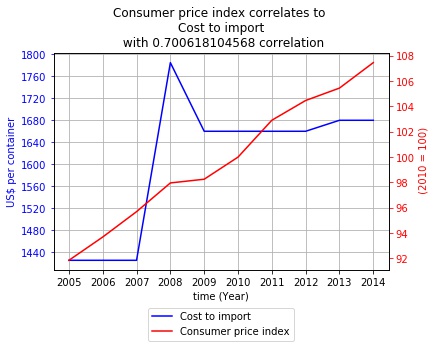 Consumer price index correlates to
Cost to import
with 0.700618104568 correlation
1800
1760
1720
1680
1640
1600
1560
1520
1480
1440
US$ per container
108
106
104
102
100
98
96
94
92
(2010 = 100)
2005 2006 2007 2008 2009 2010 2011 2012 2013 2014
time (Year)
Cost to import
Consumer price index